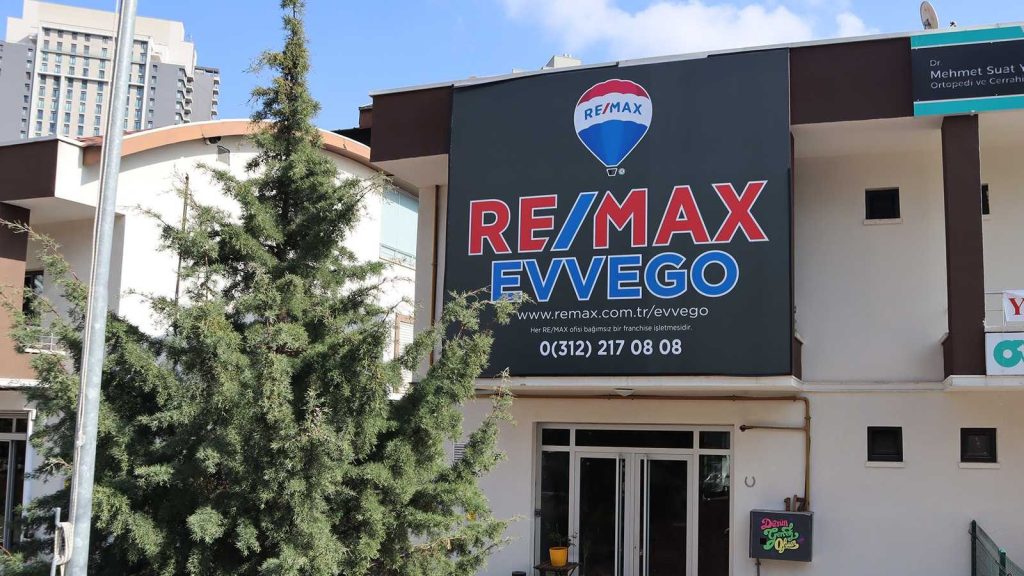 RE/MAX
RE/MAX
EVVEGO
www.remax.com.tr/evvego
Her RE/MAX ofisi bağımsız bir franchise işletmesidir.
0(312) 217 08 08
Dr
Mehmet Suat Y
Ortopedi ve Cerrahi
Y